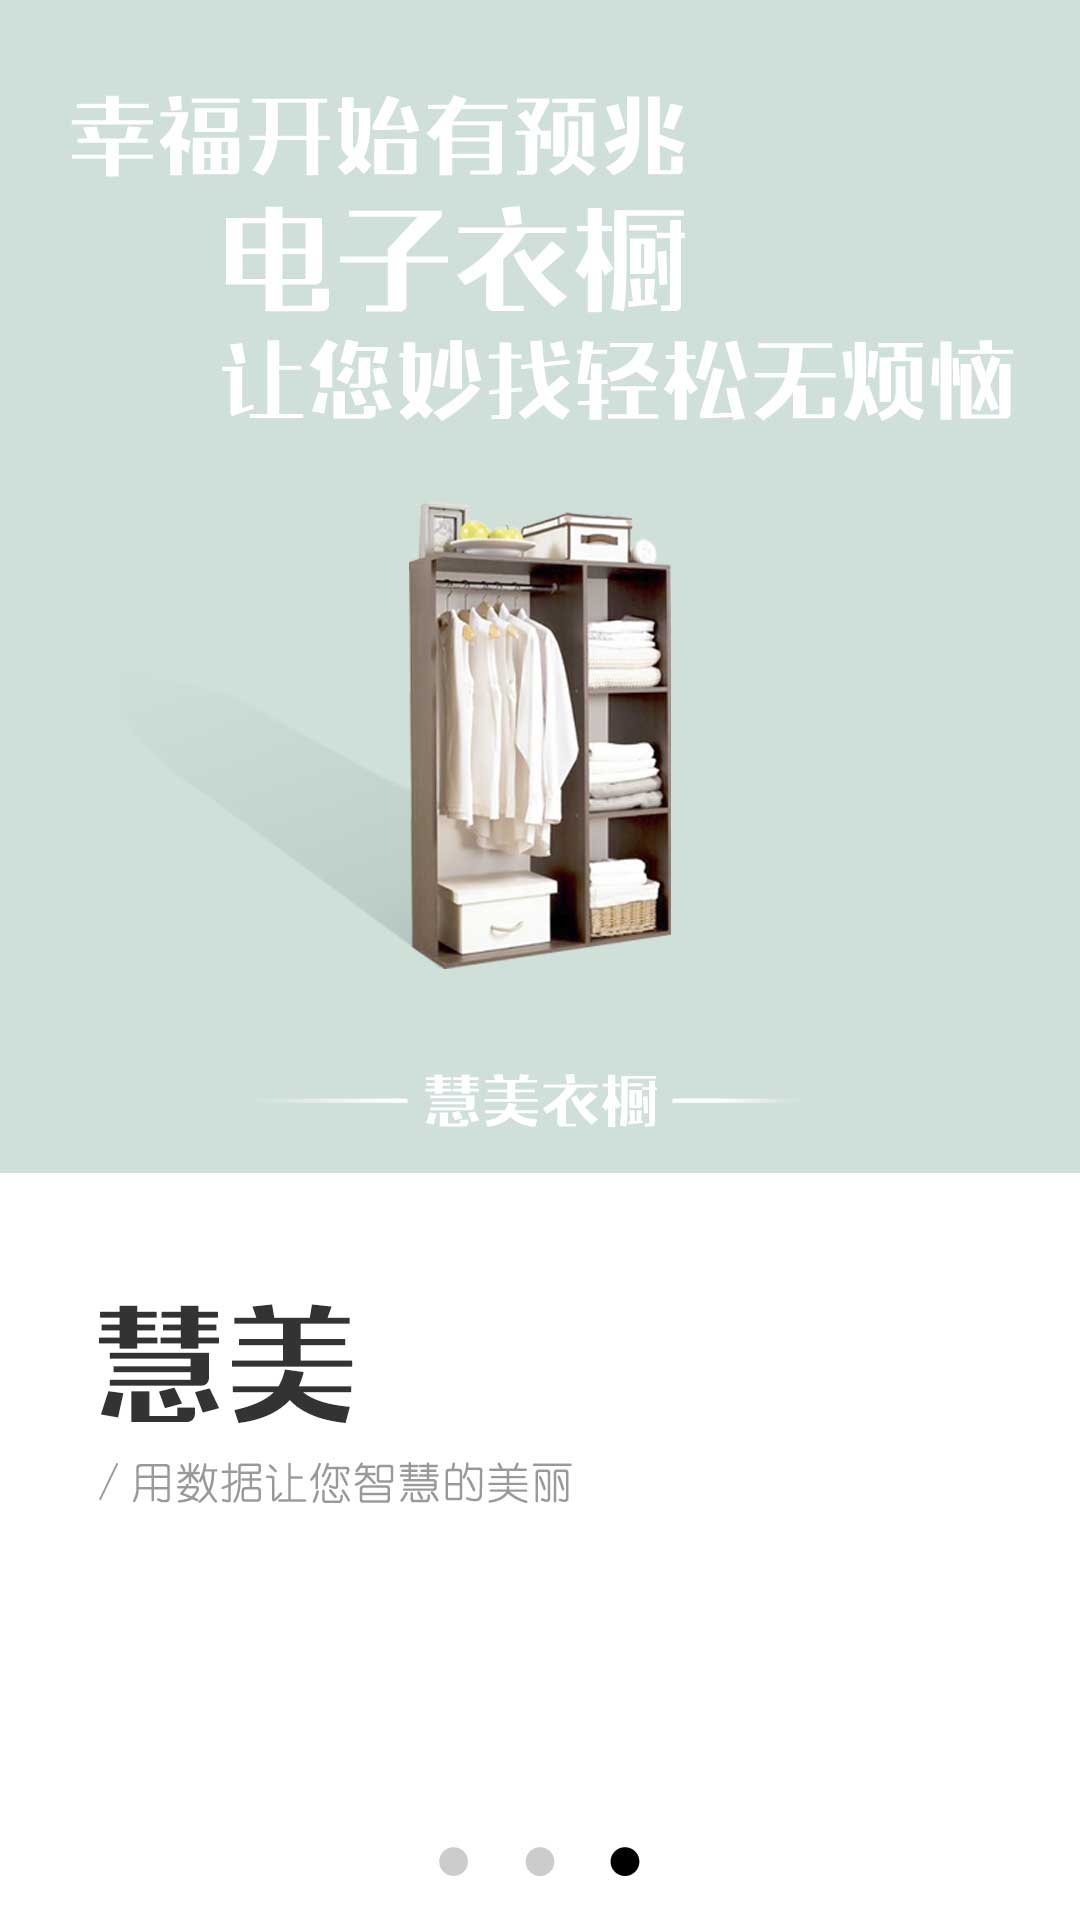 幸福开始有预兆
电子衣橱
让您妙找轻松无烦恼
慧美衣橱
慧美
/ 用数据让您智慧的美丽